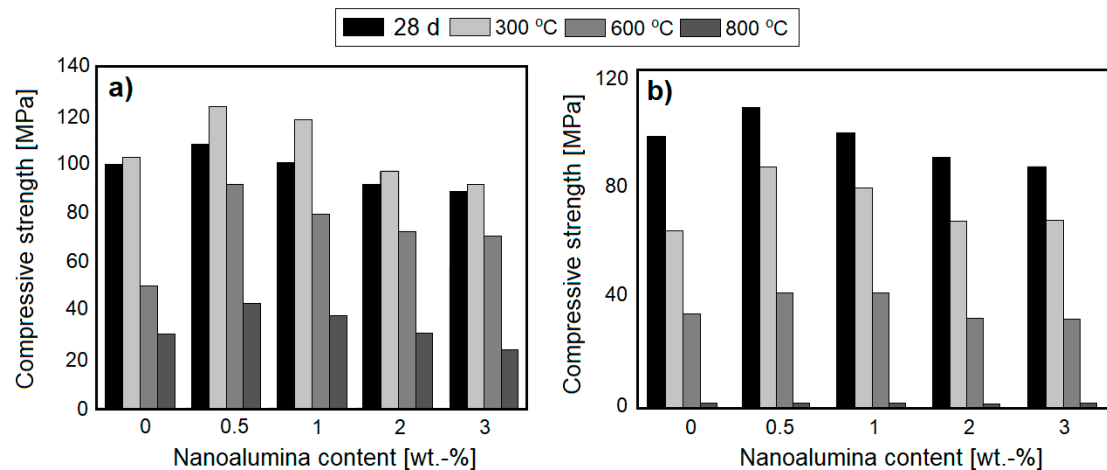 28 d 300 °C 600 °C 800 °C
a)
Compressive strength [MPa]
140
120
100
80
60
40
20
0
0 0.5 1 2 3
Nanoalumina content [wt.-%]
b)
Compressive strength [MPa]
120
80
40
0
0 0.5 1 2 3
Nanoalumina content [wt.-%]